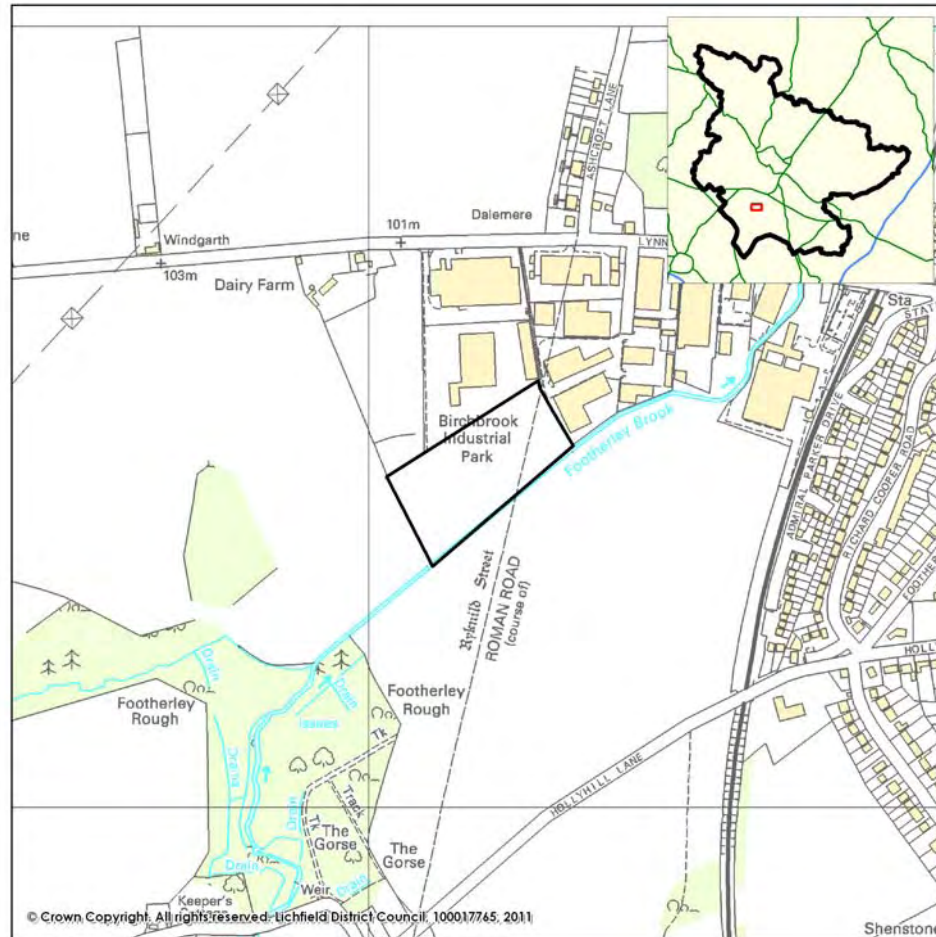 ASHCROFT LANE
Dalemere
101m
LYNN
ne
Windgarth
103m
Dairy Farm
Sta
Birchbrook
Industrial
Park
Footherley Brook
ADMIRAL PARKER DRIVE
RICHARD COOPER ROAD
Ryknild Street
ROMAN ROAD
(course of)
Drain
Drain
Issues
Footherley
Rough
Footherley
Rough
Drains
Tk
HOLLYHILL LANE
Track
Drain
Tk
The
Gorse
The
Gorse
Drain
Weir
Drain
Keeper's
© Crown Copyright. All rights reserved. Lichfield District Council. 100017765, 2011
Shenstone